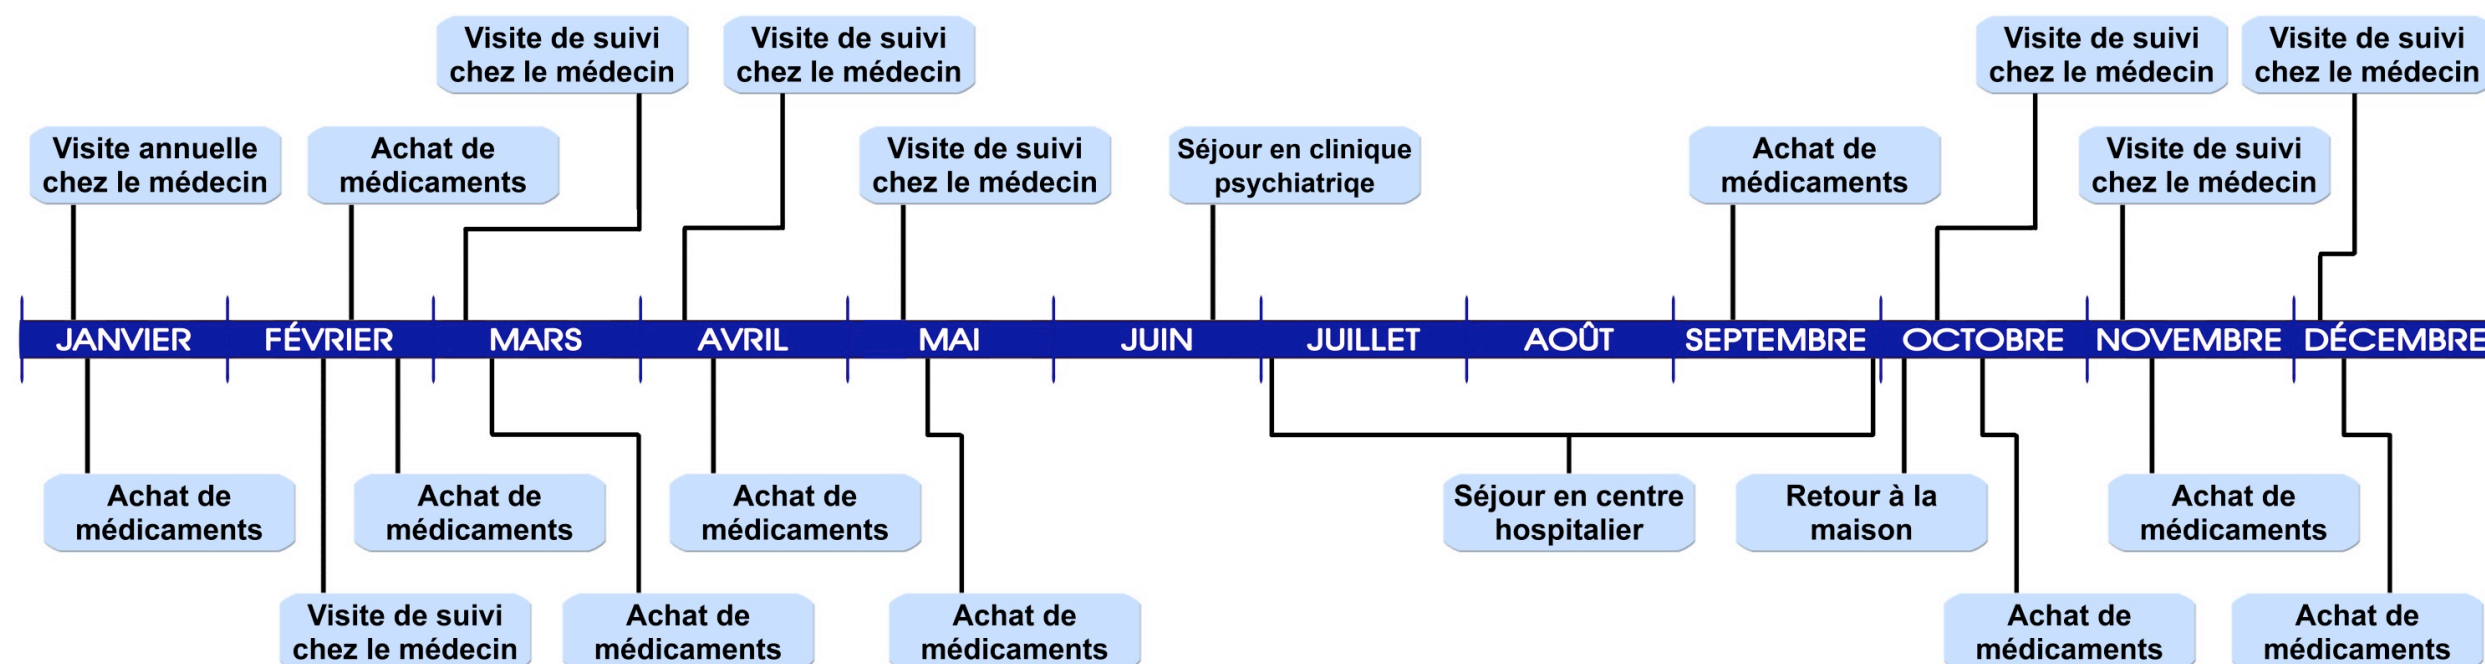 Visite de suivi
chez le médecin
Visite de suivi
chez le médecin
Visite de suivi
chez le médecin
Visite de suivi
chez le médecin
Visite annuelle
chez le médecin
Achat de
médicaments
Visite de suivi
chez le médecin
Séjour en clinique
psychiatriqe
Achat de
médicaments
Visite de suivi
chez le médecin
JANVIER
FÉVRIER
MARS
AVRIL
MAI
JUIN
JUILLET
AOÛT
SEPTEMBRE
OCTOBRE
NOVEMBRE
DÉCEMBRE
Achat de
médicaments
Achat de
médicaments
Achat de
médicaments
Séjour en centre
hospitalier
Retour à la
maison
Achat de
médicaments
Visite de suivi
chez le médecin
Achat de
médicaments
Achat de
médicaments
Achat de
médicaments
Achat de
médicaments